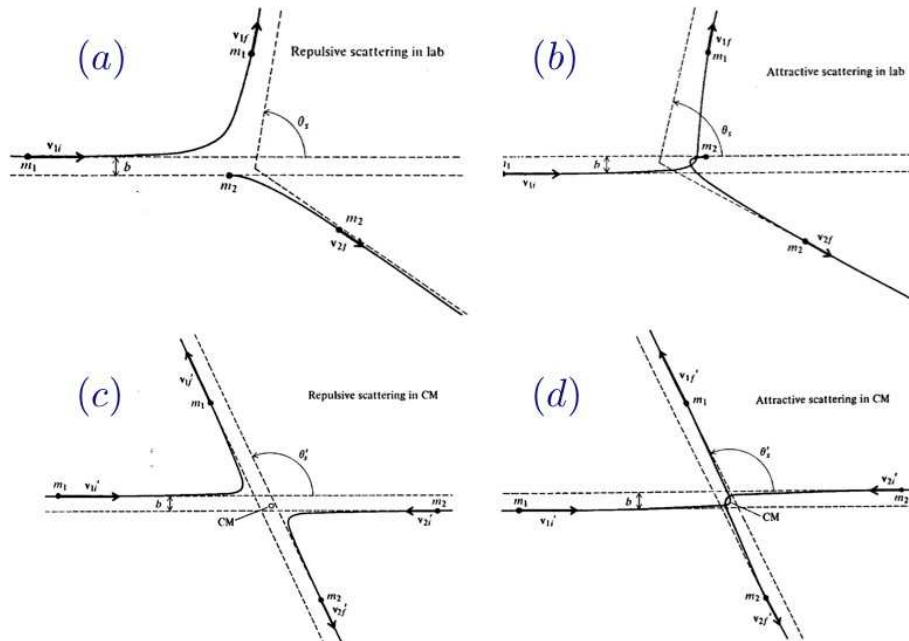 (a)
v1f
m1
Repulsive scattering in lab
θs
v1i
m1
b
m2
m2
v2f
(b)
v1f
m1
Attractive scattering in lab
θs
m2
b
v1i
v2f
m2
(c)
v1f'
m1
Repulsive scattering in CM
θs'
m1
v1i'
b
CM
v2i'
m2
m2
v2f'
(d)
v1f'
m1
Attractive scattering in CM
θs'
m1
b
v2i'
m2
v1i'
CM
m2
v2f'